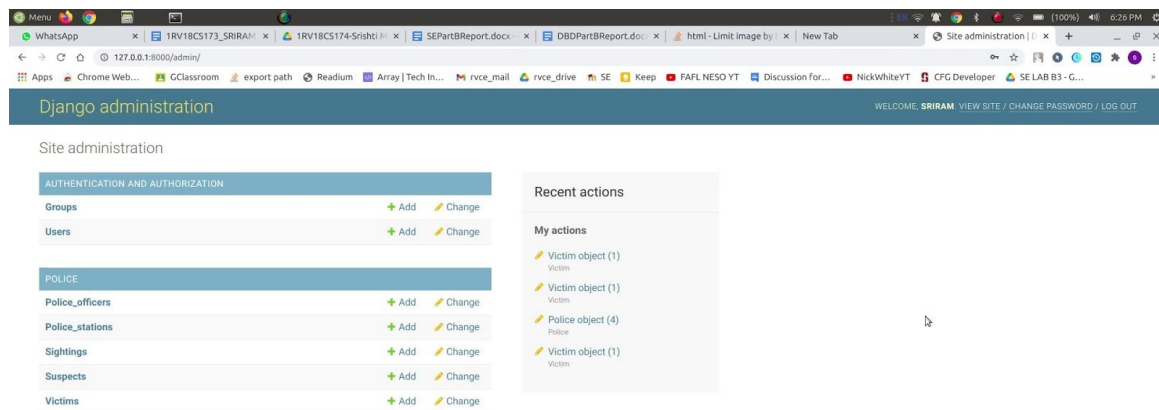 Menu
EN (100%) 6:26 PM
WhatsApp × 1RV18CS173_SRIRAM × 1RV18CS174-Srishti M × SEPartBReport.docx - × DBDPartBReport.docx × html - Limit image by × New Tab × Site administration | D × +
127.0.0.1:8000/admin/
Apps Chrome Web... GClassroom export path Readium Array | Tech In... rvce_mail rvce_drive SE Keep FAFL NESO YT Discussion for... NickWhiteYT CFG Developer SE LAB B3 - G... »
Django administration
WELCOME, SRIRAM. VIEW SITE / CHANGE PASSWORD / LOG OUT
Site administration
AUTHENTICATION AND AUTHORIZATION
Groups + Add Change
Users + Add Change
POLICE
Police_officers + Add Change
Police_stations + Add Change
Sightings + Add Change
Suspects + Add Change
Victims + Add Change
Recent actions
My actions
Victim object (1)
Victim
Victim object (1)
Victim
Police object (4)
Police
Victim object (1)
Victim